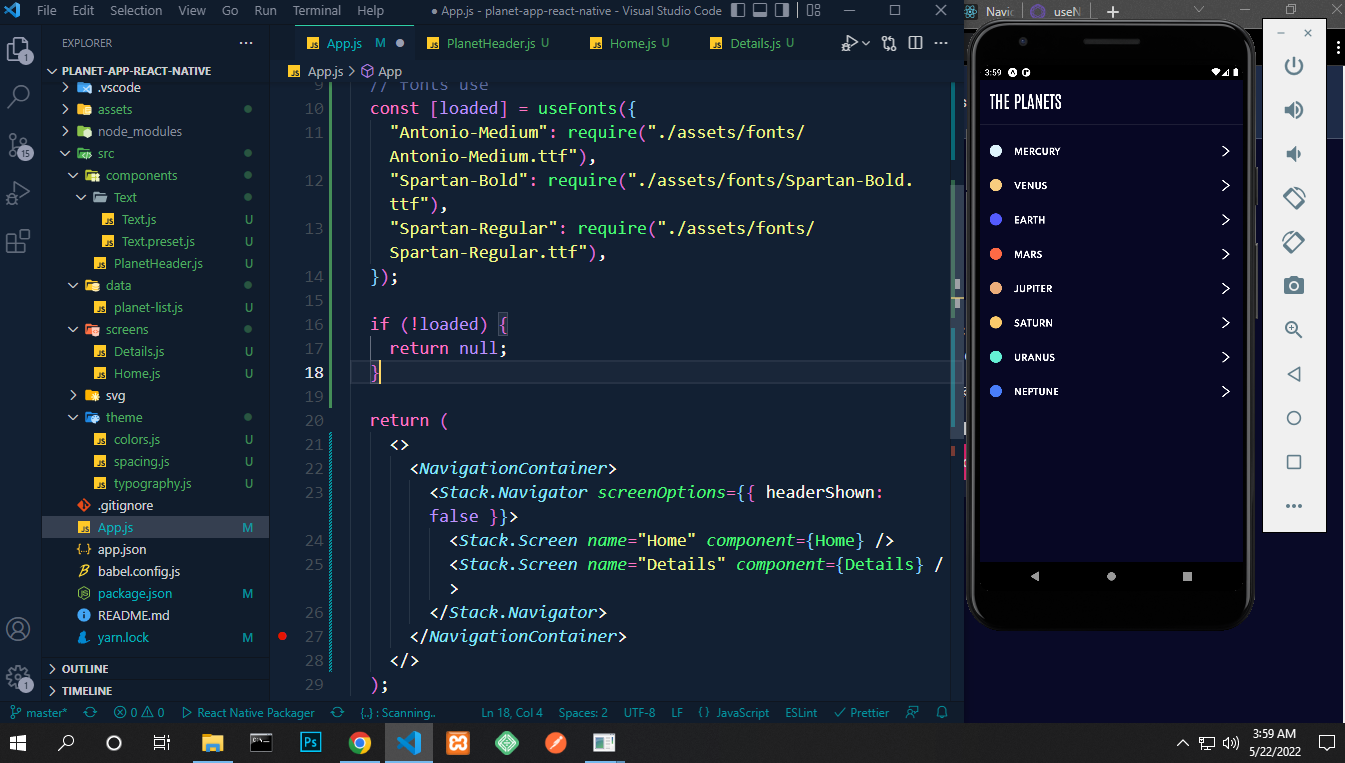 File Edit Selection View Go Run Terminal Help
● App.js - planet-app-react-native - Visual Studio Code
EXPLORER
PLANET-APP-REACT-NATIVE
.vscode
assets
node_modules
src
components
Text
Text.js U
Text.preset.js U
PlanetHeader.js U
data
planet-list.js U
screens
Details.js U
Home.js U
svg
theme
colors.js U
spacing.js U
typography.js U
.gitignore
App.js M
app.json
babel.config.js
package.json M
README.md
yarn.lock M
OUTLINE
TIMELINE
1
15
1
App.js M
PlanetHeader.js U
Home.js U
Details.js U
App.js > App
9 // fonts use
10 const [loaded] = useFonts({
11 "Antonio-Medium": require("./assets/fonts/
Antonio-Medium.ttf"),
12 "Spartan-Bold": require("./assets/fonts/Spartan-Bold.
ttf"),
13 "Spartan-Regular": require("./assets/fonts/
Spartan-Regular.ttf"),
14 });
15
16 if (!loaded) {
17 return null;
18 }
19
20 return (
21 <>
22 <NavigationContainer>
23 <Stack.Navigator screenOptions={{ headerShown:
false }}>
24 <Stack.Screen name="Home" component={Home} />
25 <Stack.Screen name="Details" component={Details} /
>
26 </Stack.Navigator>
27 </NavigationContainer>
28 </>
29 );
master* 0 0 React Native Packager {..} : Scanning.. Ln 18, Col 4 Spaces: 2 UTF-8 LF {} JavaScript ESLint Prettier
Navi
useN
3:59
THE PLANETS
MERCURY
VENUS
EARTH
MARS
JUPITER
SATURN
URANUS
NEPTUNE
Ps
3:59 AM
5/22/2022